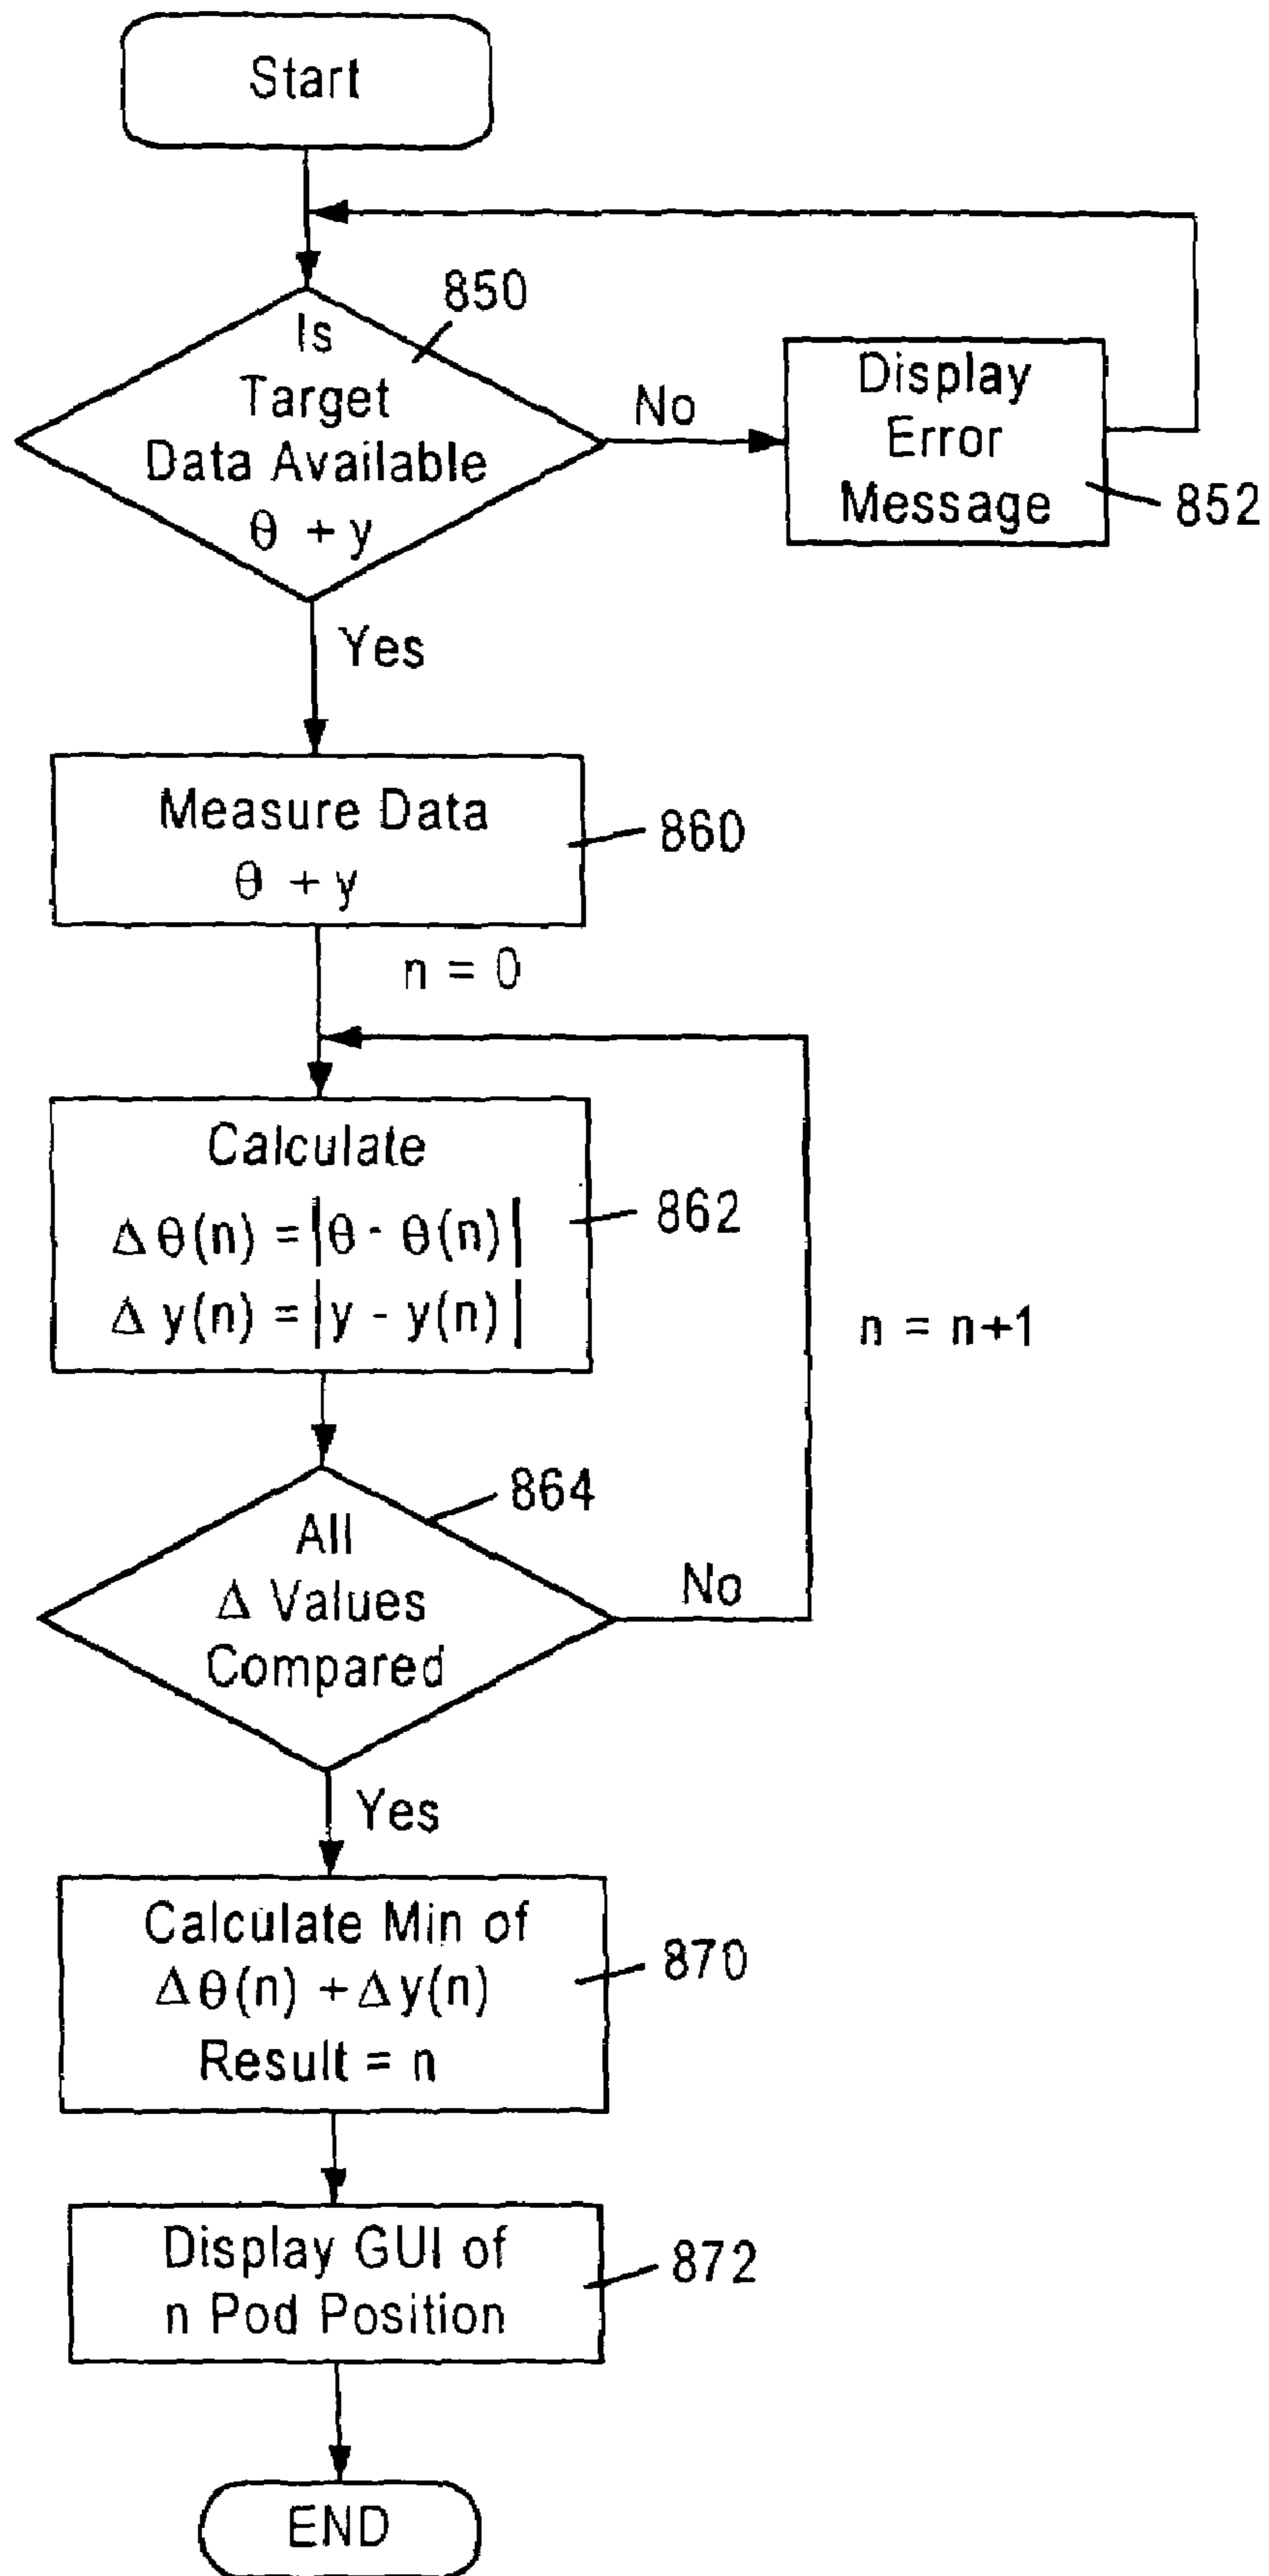 Start
850
Is
Target
Data Available
θ + y
No
Display
Error
Message
852
Yes
Measure Data
θ + y
860
n = 0
Calculate
Δ θ(n) = |θ - θ(n)|
Δ y(n) = |y - y(n)|
862
n = n+1
864
All
Δ Values
Compared
No
Yes
Calculate Min of
Δθ(n) + Δy(n)
Result = n
870
Display GUI of
n Pod Position
872
END